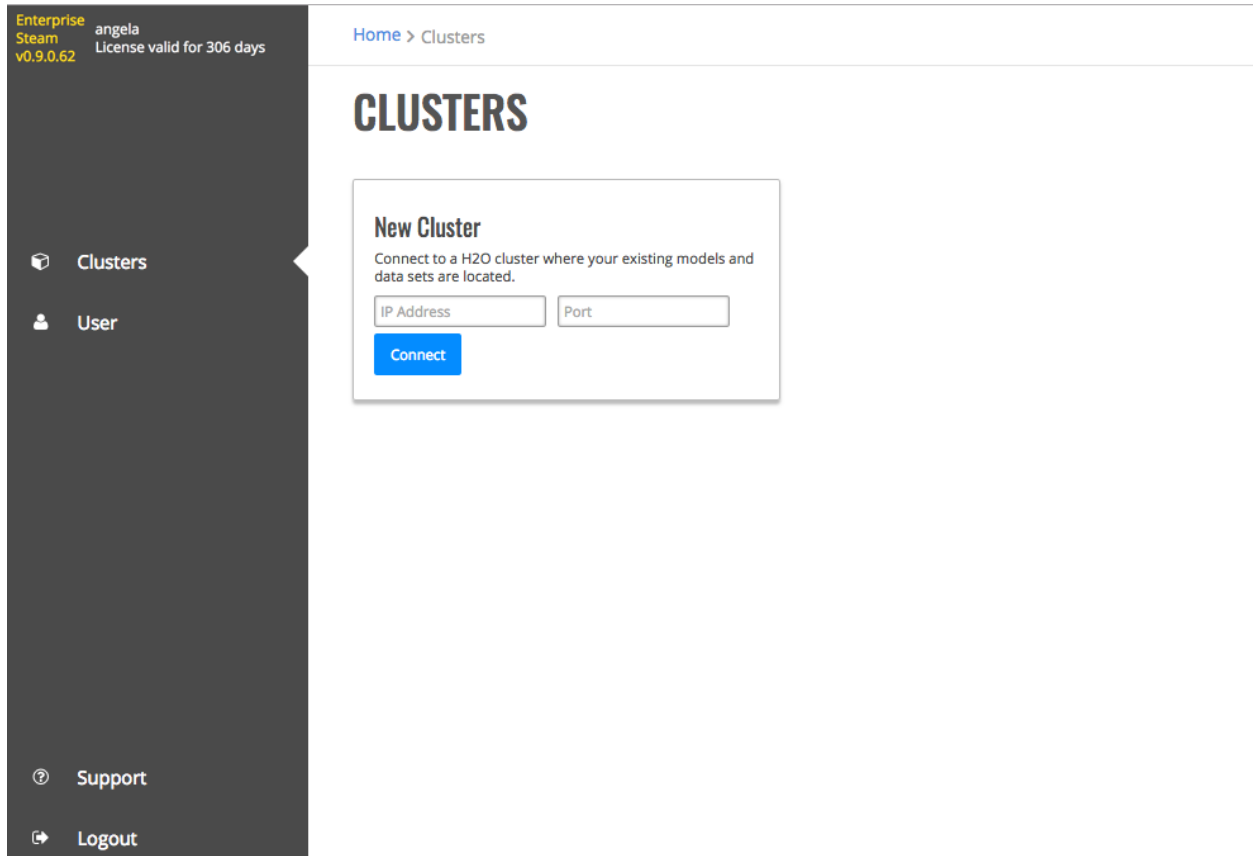 Enterprise
Steam
v0.9.0.62
angela
License valid for 306 days
Clusters
User
Support
Logout
Home > Clusters
CLUSTERS
New Cluster
Connect to a H2O cluster where your existing models and
data sets are located.
IP Address
Port
Connect